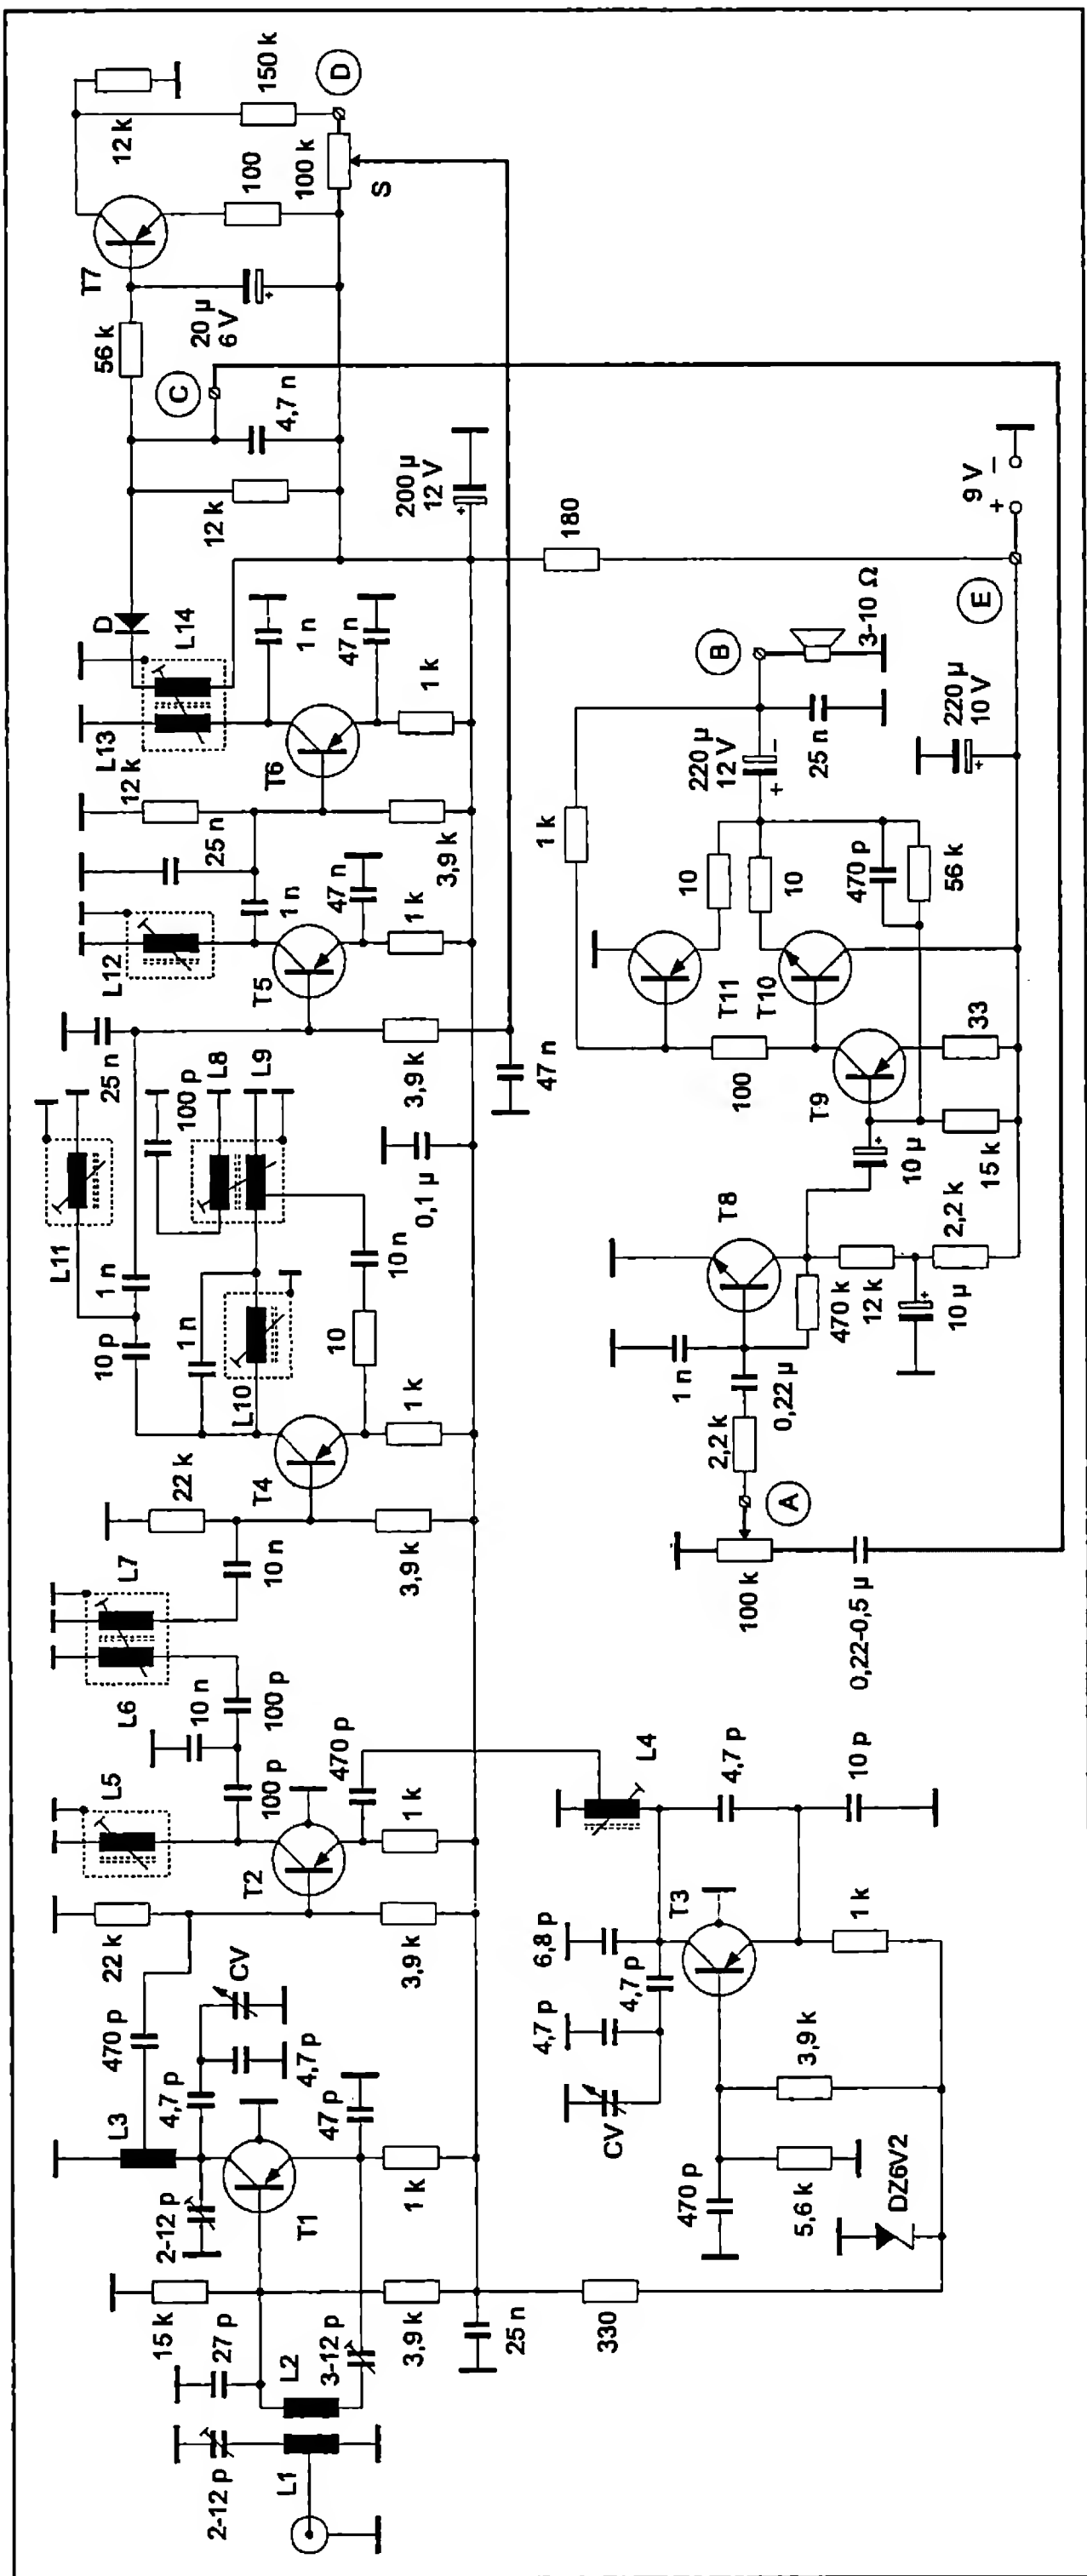 2-12 p
L1
27 p
15 k
L2
3-12 p
3,9 k
25 n
330
2-12 p
T1
L3
470 p
4,7 p
CV
4,7 p
47 p
1 k
22 k
3,9 k
T2
L5
100 p
10 n
100 p
470 p
1 k
L6
L7
10 n
22 k
3,9 k
T4
1 k
L10
10
10 n
1 n
10 p
1 n
L11
100 p
L8
L9
25 n
0,1 µ
3,9 k
47 n
T5
L12
1 n
25 n
47 n
1 k
12 k
3,9 k
T6
L13
L14
1 n
47 n
1 k
D
12 k
4,7 n
C
200 µ
12 V
56 k
T7
20 µ
6 V
12 k
100
150 k
100 k
S
D
180
E
9 V
+
−
470 p
5,6 k
DZ6V2
3,9 k
CV
4,7 p
4,7 p
6,8 p
T3
1 k
L4
4,7 p
10 p
100 k
0,22-0,5 µ
A
2,2 k
0,22 µ
1 n
T8
470 k
12 k
10 µ
2,2 k
10 µ
15 k
T9
33
100
T10
T11
10
10
470 p
56 k
1 k
220 µ
12 V
+
−
25 n
B
3-10 Ω
220 µ
10 V